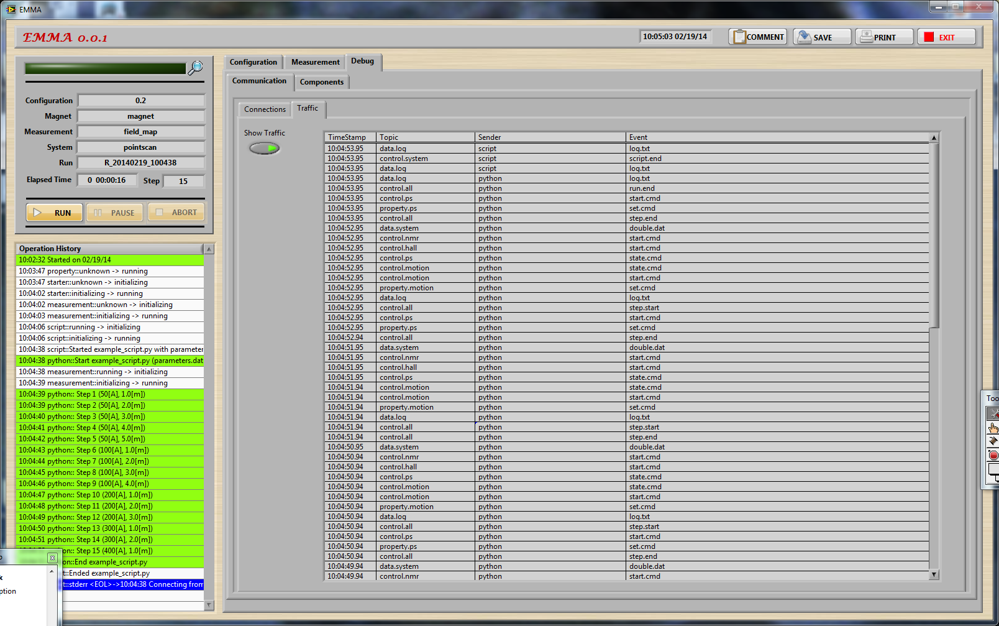 EMMA
EMMA 0.0.1
10:05:03 02/19/14
COMMENT
SAVE
PRINT
EXIT
Configuration 0.2
Magnet magnet
Measurement field_map
System pointscan
Run R_20140219_100438
Elapsed Time 0 00:00:16 Step 15
RUN PAUSE ABORT
Operation History
10:02:32 Started on 02/19/14
10:03:47 property::unknown -> running
10:03:47 starter::unknown -> initializing
10:04:02 starter::initializing -> running
10:04:02 measurement::unknown -> initializing
10:04:03 measurement::initializing -> running
10:04:06 script::running -> initializing
10:04:06 script::initializing -> running
10:04:38 script::Started example_script.py with parameter
10:04:38 python::Start example_script.py (parameters.dat
10:04:38 measurement::running -> initializing
10:04:39 measurement::initializing -> running
10:04:39 python:: Step 1 (50[A], 1.0[m])
10:04:39 python:: Step 2 (50[A], 2.0[m])
10:04:40 python:: Step 3 (50[A], 3.0[m])
10:04:41 python:: Step 4 (50[A], 4.0[m])
10:04:42 python:: Step 5 (50[A], 5.0[m])
10:04:43 python:: Step 6 (100[A], 1.0[m])
10:04:44 python:: Step 7 (100[A], 2.0[m])
10:04:45 python:: Step 8 (100[A], 3.0[m])
10:04:46 python:: Step 9 (100[A], 4.0[m])
10:04:47 python:: Step 10 (200[A], 1.0[m])
10:04:48 python:: Step 11 (200[A], 2.0[m])
10:04:49 python:: Step 12 (200[A], 3.0[m])
10:04:50 python:: Step 13 (300[A], 1.0[m])
10:04:51 python:: Step 14 (300[A], 2.0[m])
:: Step 15 (400[A], 1.0[m])
on::End example_script.py
t::Ended example_script.py
t::stderr <EOL>->10:04:38 Connecting from
ption
Configuration Measurement Debug
Communication Components
Connections Traffic
Show Traffic
TimeStamp Topic Sender Event
10:04:53.95 data.log script log.txt
10:04:53.95 control.system script script.end
10:04:53.95 data.log script log.txt
10:04:53.95 data.log python log.txt
10:04:53.95 control.all python run.end
10:04:53.95 control.ps python start.cmd
10:04:53.95 property.ps python set.cmd
10:04:53.95 control.all python step.end
10:04:52.95 data.system python double.dat
10:04:52.95 control.nmr python start.cmd
10:04:52.95 control.hall python start.cmd
10:04:52.95 control.ps python state.cmd
10:04:52.95 control.motion python state.cmd
10:04:52.95 control.motion python start.cmd
10:04:52.95 property.motion python set.cmd
10:04:52.95 data.log python log.txt
10:04:52.95 control.all python step.start
10:04:52.95 control.ps python start.cmd
10:04:52.95 property.ps python set.cmd
10:04:52.94 control.all python step.end
10:04:51.95 data.system python double.dat
10:04:51.95 control.nmr python start.cmd
10:04:51.95 control.hall python start.cmd
10:04:51.95 control.ps python state.cmd
10:04:51.94 control.motion python state.cmd
10:04:51.94 control.motion python start.cmd
10:04:51.94 property.motion python set.cmd
10:04:51.94 data.log python log.txt
10:04:51.94 control.all python step.start
10:04:51.94 control.all python step.end
10:04:50.95 data.system python double.dat
10:04:50.94 control.nmr python start.cmd
10:04:50.94 control.hall python start.cmd
10:04:50.94 control.ps python state.cmd
10:04:50.94 control.motion python state.cmd
10:04:50.94 control.motion python start.cmd
10:04:50.94 property.motion python set.cmd
10:04:50.94 data.log python log.txt
10:04:50.94 control.all python step.start
10:04:50.94 control.ps python start.cmd
10:04:50.94 property.ps python set.cmd
10:04:50.94 control.all python step.end
10:04:49.94 data.system python double.dat
10:04:49.94 control.nmr python start.cmd
Too